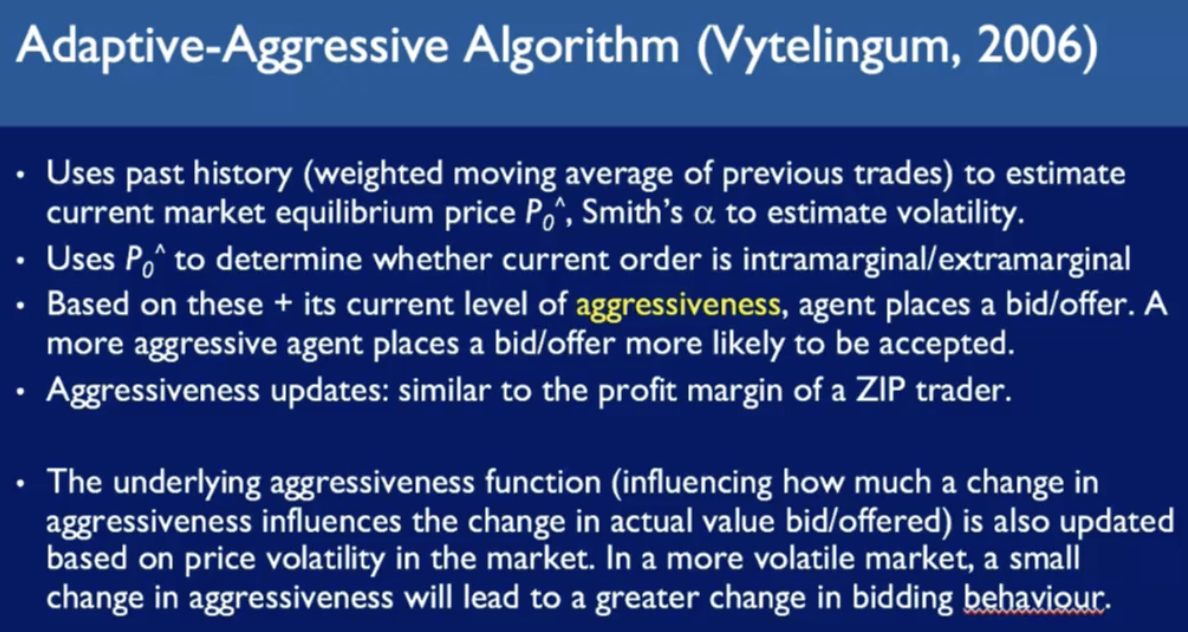 Adaptive-Aggressive Algorithm (Vytelingum, 2006)
• Uses past history (weighted moving average of previous trades) to estimate
current market equilibrium price P₀^, Smith's α to estimate volatility.
• Uses P₀^ to determine whether current order is intramarginal/extramarginal
• Based on these + its current level of aggressiveness, agent places a bid/offer. A
more aggressive agent places a bid/offer more likely to be accepted.
• Aggressiveness updates: similar to the profit margin of a ZIP trader.
• The underlying aggressiveness function (influencing how much a change in
aggressiveness influences the change in actual value bid/offered) is also updated
based on price volatility in the market. In a more volatile market, a small
change in aggressiveness will lead to a greater change in bidding behaviour.